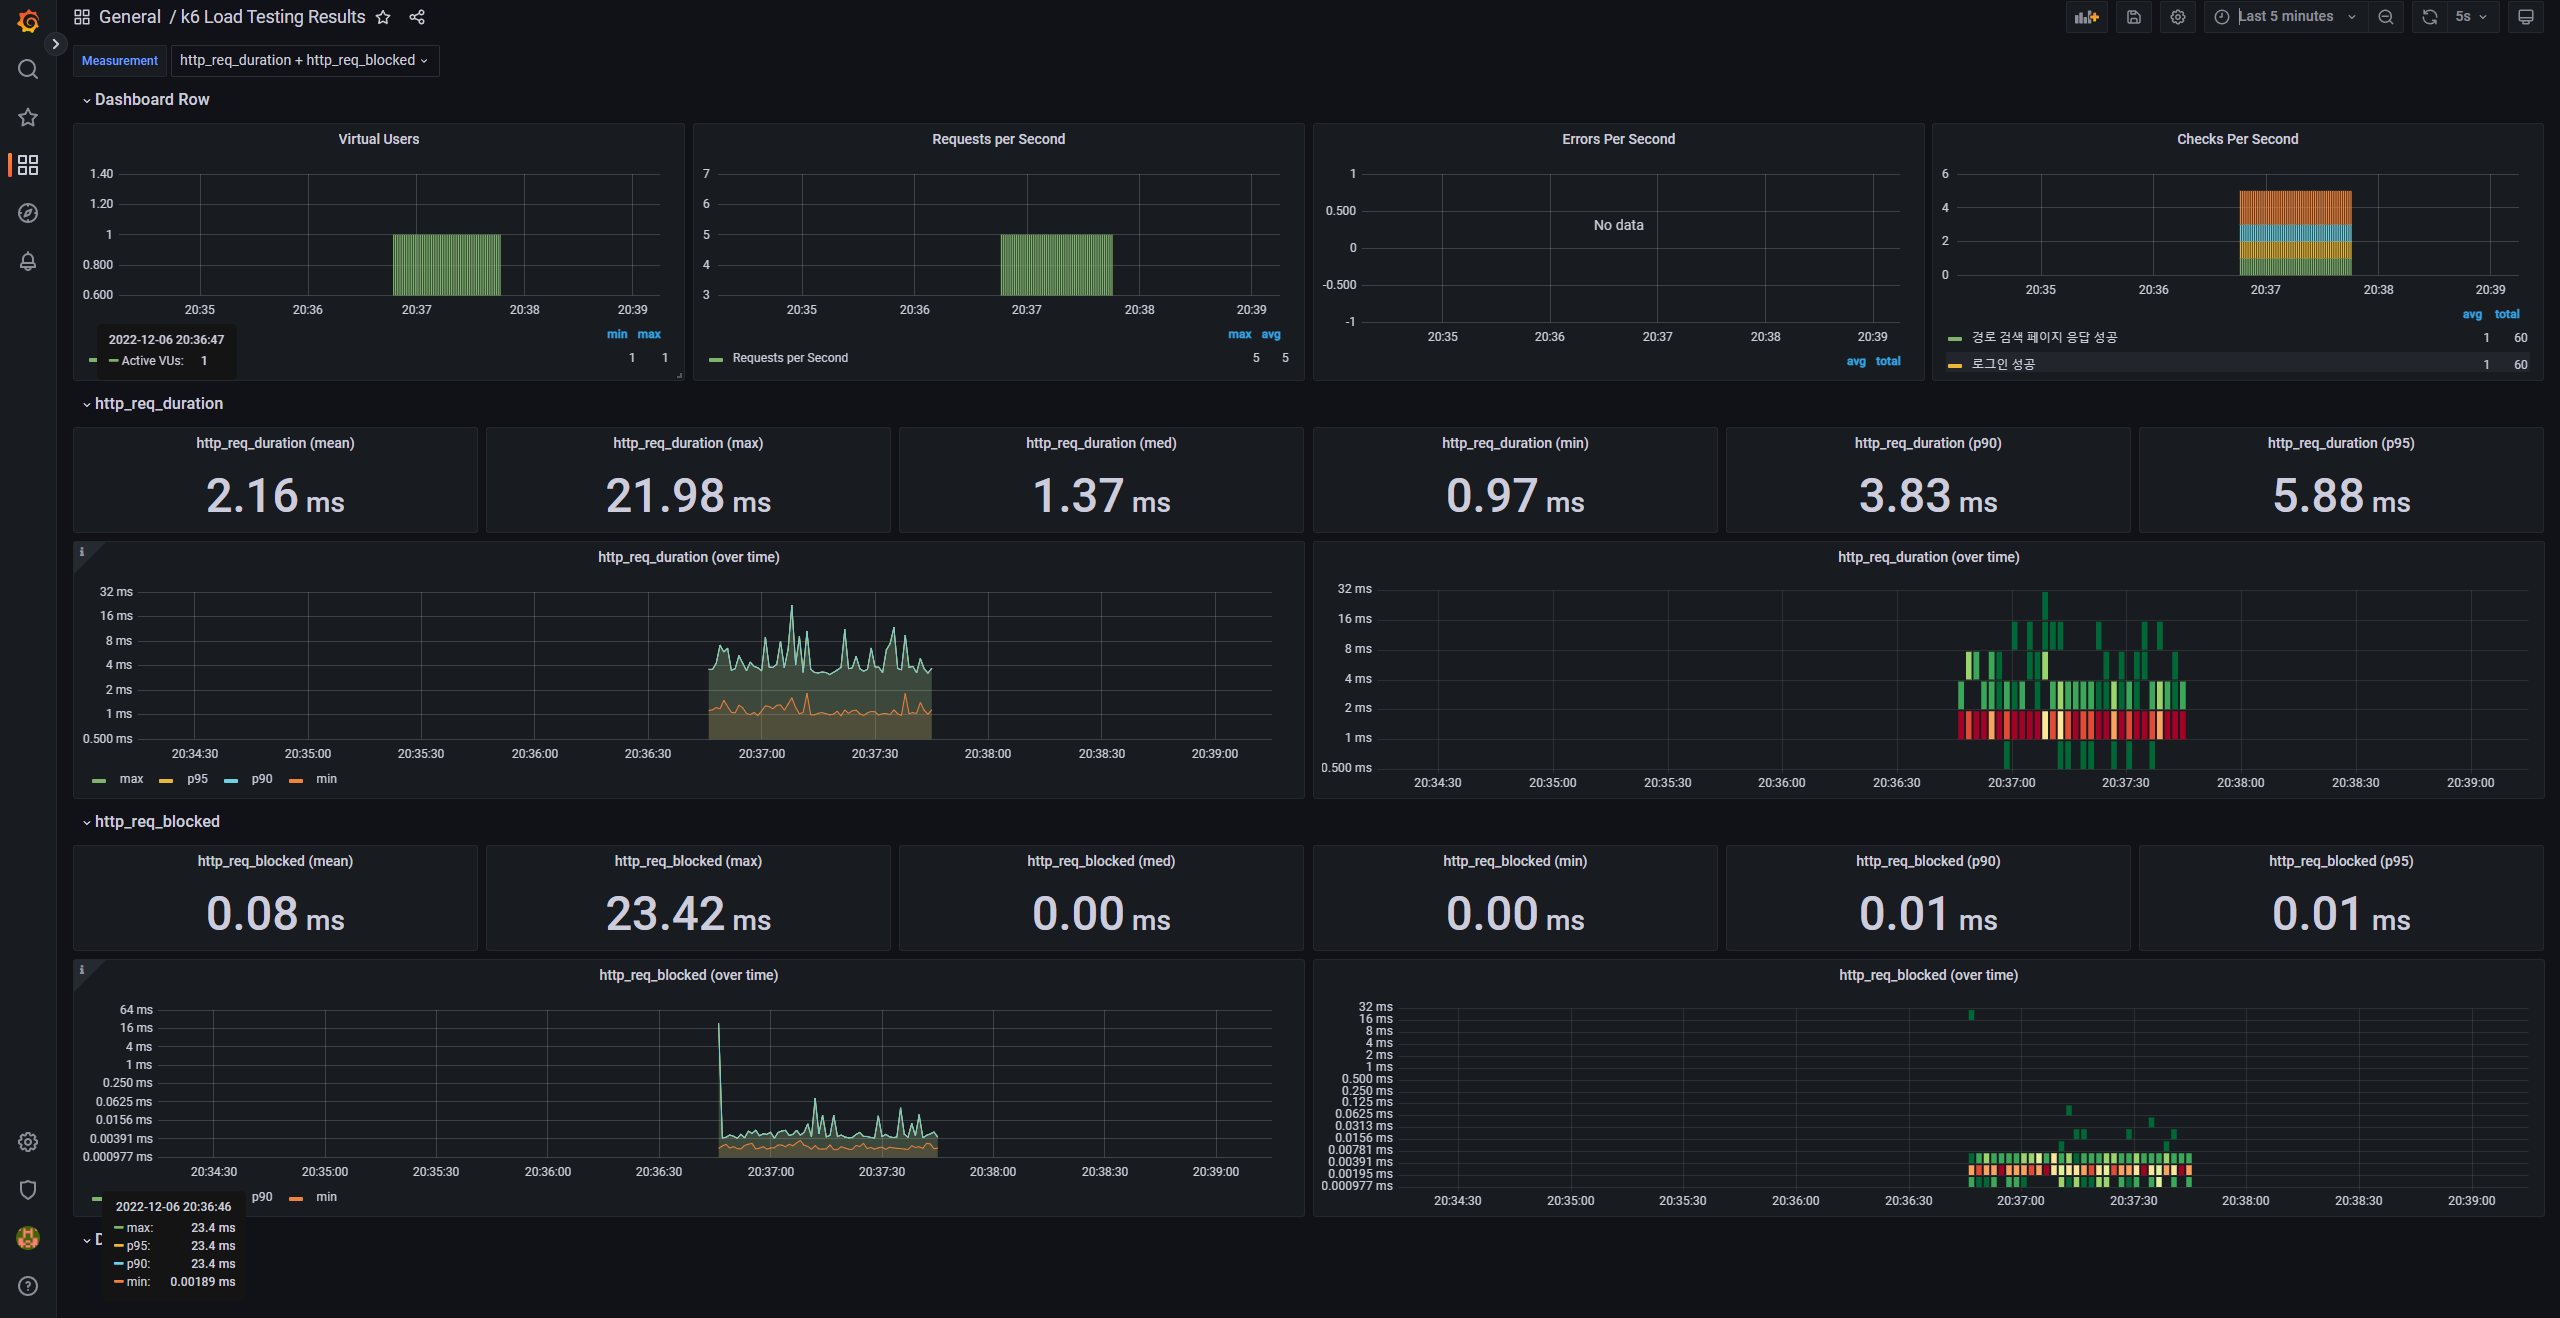 General / k6 Load Testing Results
Last 5 minutes
5s
Measurement
http_req_duration + http_req_blocked
Dashboard Row
Virtual Users
1.40
1.20
1
0.800
0.600
20:35 20:36 20:37 20:38 20:39
min max
1 1
2022-12-06 20:36:47
Active VUs: 1
Requests per Second
7
6
5
4
3
20:35 20:36 20:37 20:38 20:39
max avg
Requests per Second 5 5
Errors Per Second
1
0.500
0
-0.500
-1
No data
20:35 20:36 20:37 20:38 20:39
avg total
Checks Per Second
6
4
2
0
20:35 20:36 20:37 20:38 20:39
avg total
경로 검색 페이지 응답 성공 1 60
로그인 성공 1 60
http_req_duration
http_req_duration (mean)
2.16 ms
http_req_duration (max)
21.98 ms
http_req_duration (med)
1.37 ms
http_req_duration (min)
0.97 ms
http_req_duration (p90)
3.83 ms
http_req_duration (p95)
5.88 ms
http_req_duration (over time)
32 ms
16 ms
8 ms
4 ms
2 ms
1 ms
0.500 ms
20:34:30 20:35:00 20:35:30 20:36:00 20:36:30 20:37:00 20:37:30 20:38:00 20:38:30 20:39:00
max p95 p90 min
http_req_duration (over time)
32 ms
16 ms
8 ms
4 ms
2 ms
1 ms
0.500 ms
20:34:30 20:35:00 20:35:30 20:36:00 20:36:30 20:37:00 20:37:30 20:38:00 20:38:30 20:39:00
http_req_blocked
http_req_blocked (mean)
0.08 ms
http_req_blocked (max)
23.42 ms
http_req_blocked (med)
0.00 ms
http_req_blocked (min)
0.00 ms
http_req_blocked (p90)
0.01 ms
http_req_blocked (p95)
0.01 ms
http_req_blocked (over time)
64 ms
16 ms
4 ms
1 ms
0.250 ms
0.0625 ms
0.0156 ms
0.00391 ms
0.000977 ms
20:34:30 20:35:00 20:35:30 20:36:00 20:36:30 20:37:00 20:37:30 20:38:00 20:38:30 20:39:00
p90 min
2022-12-06 20:36:46
max: 23.4 ms
p95: 23.4 ms
p90: 23.4 ms
min: 0.00189 ms
http_req_blocked (over time)
32 ms
16 ms
8 ms
4 ms
2 ms
1 ms
0.500 ms
0.250 ms
0.125 ms
0.0625 ms
0.0313 ms
0.0156 ms
0.00781 ms
0.00391 ms
0.00195 ms
0.000977 ms
20:34:30 20:35:00 20:35:30 20:36:00 20:36:30 20:37:00 20:37:30 20:38:00 20:38:30 20:39:00